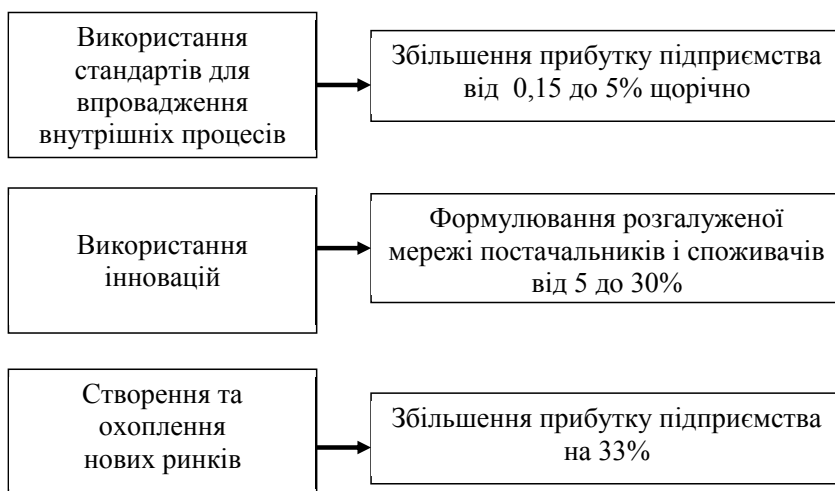 Використання
стандартів для
впровадження
внутрішніх процесів
Збільшення прибутку підприємства
від 0,15 до 5% щорічно
Використання
інновацій
Формулювання розгалуженої
мережі постачальників і споживачів
від 5 до 30%
Створення та
охоплення
нових ринків
Збільшення прибутку підприємства
на 33%